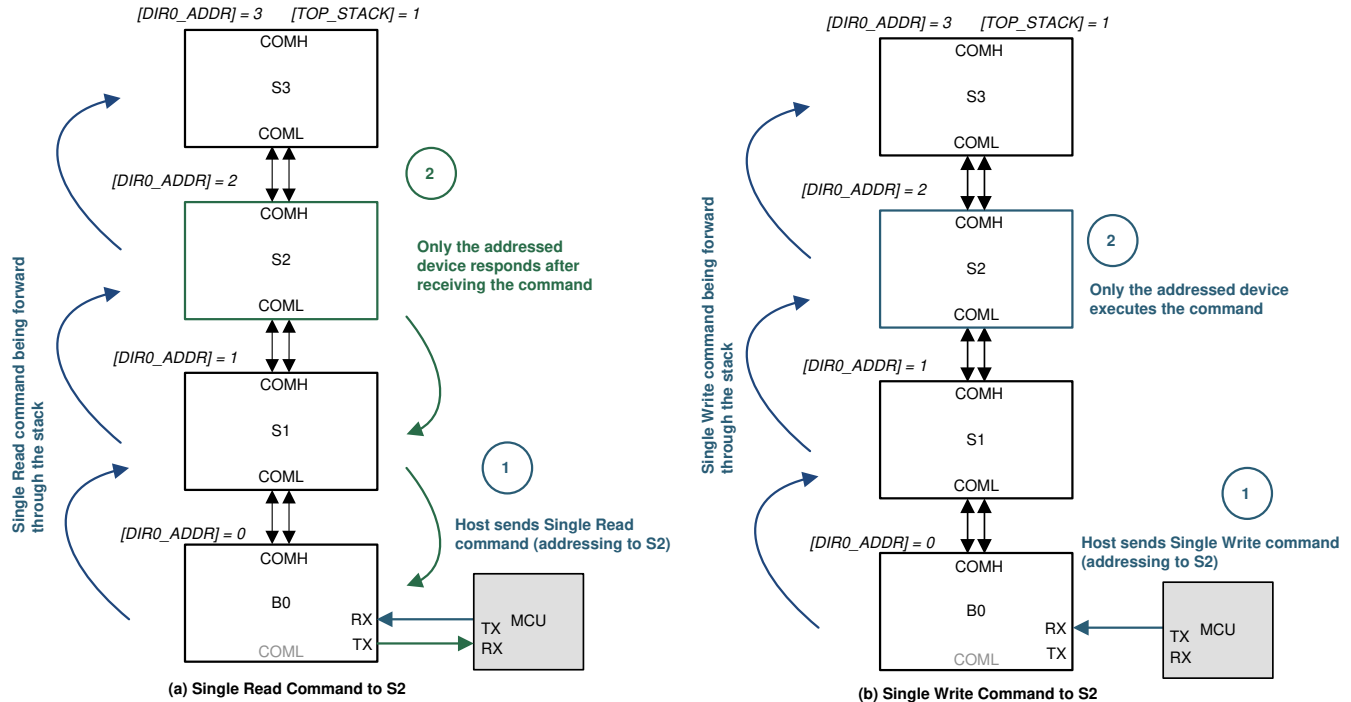 [DIR0_ADDR] = 3 [TOP_STACK] = 1
COMH
S3
COML
[DIR0_ADDR] = 2
2
COMH
S2
COML
Only the addressed
device responds after
receiving the command
[DIR0_ADDR] = 1
COMH
S1
COML
1
Host sends Single Read
command (addressing to S2)
[DIR0_ADDR] = 0
COMH
B0
RX
TX
COML
TX
MCU
RX
Single Read command being forward
through the stack
(a) Single Read Command to S2
[DIR0_ADDR] = 3 [TOP_STACK] = 1
COMH
S3
COML
[DIR0_ADDR] = 2
2
COMH
S2
COML
Only the addressed device
executes the command
[DIR0_ADDR] = 1
COMH
S1
COML
1
Host sends Single Write command
(addressing to S2)
[DIR0_ADDR] = 0
COMH
B0
RX
TX
COML
TX
MCU
RX
Single Write command being forward
through the stack
(b) Single Write Command to S2